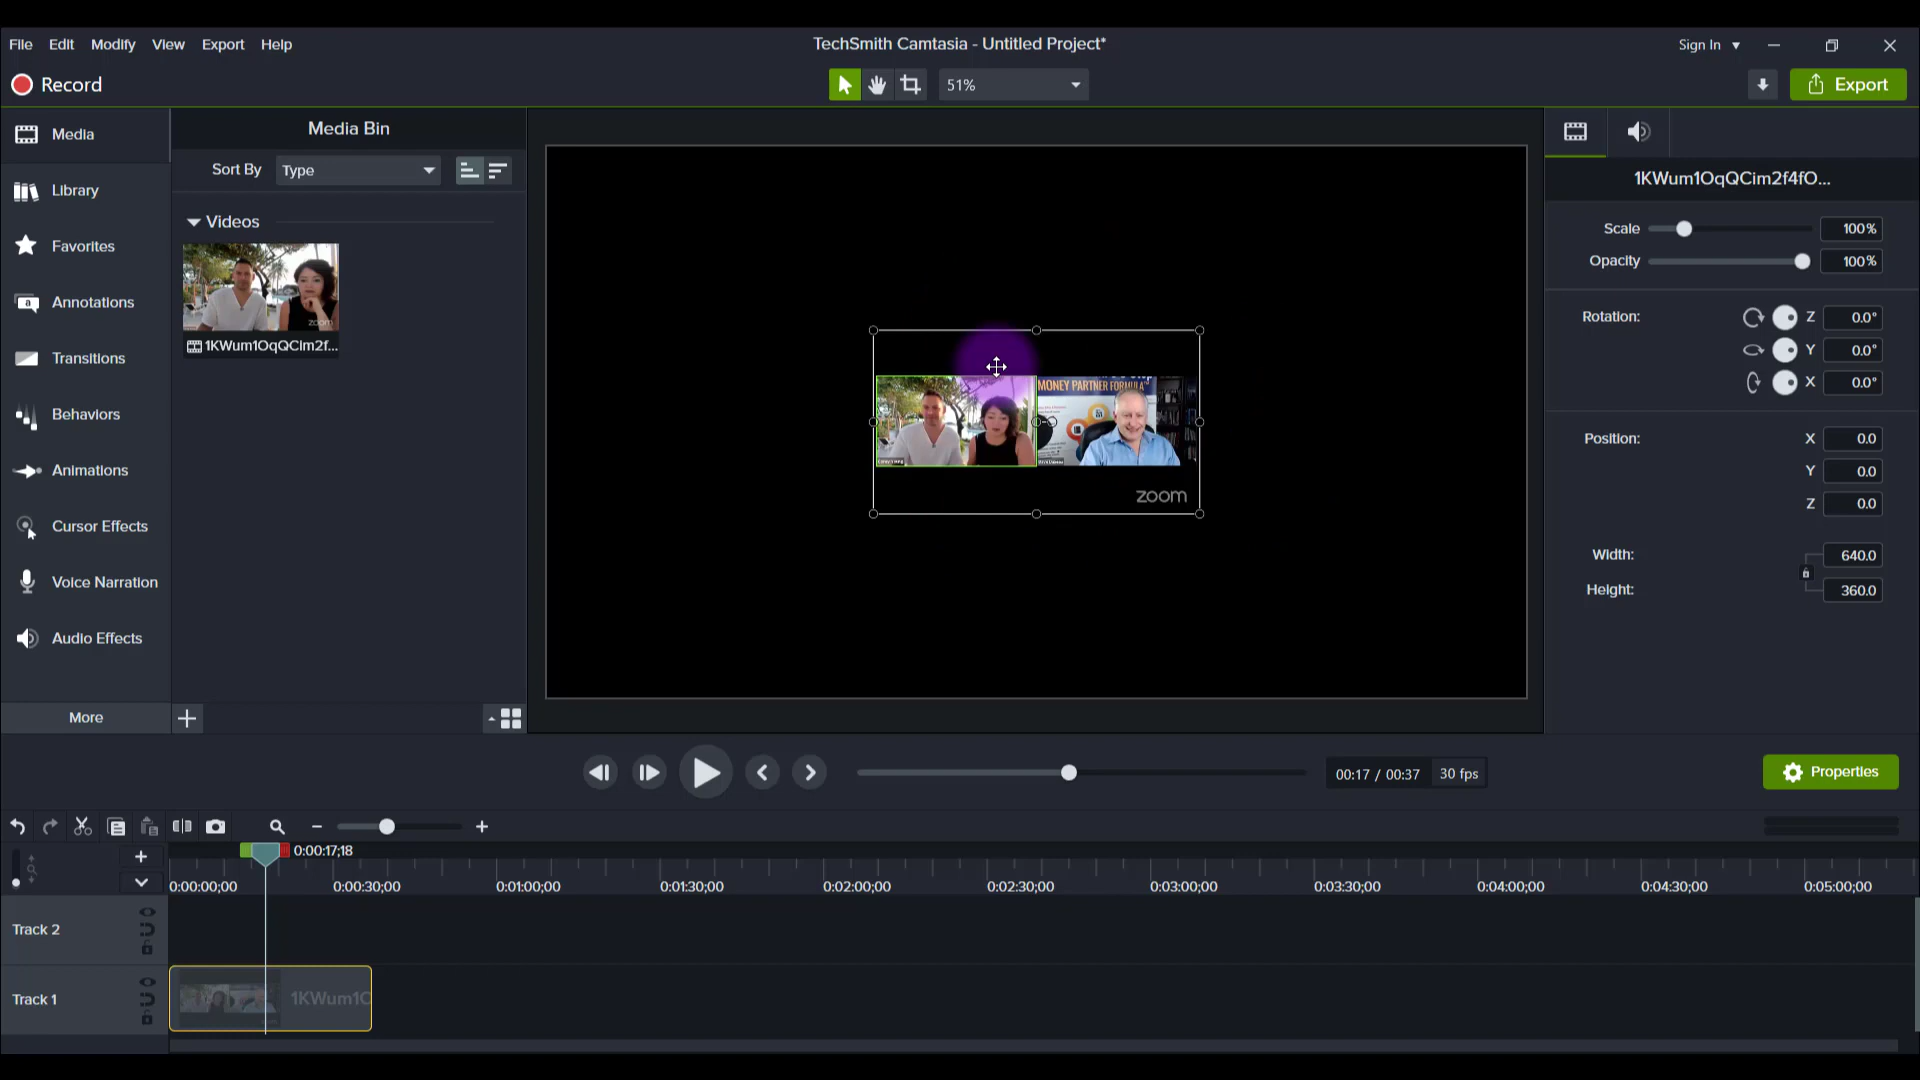 File Edit Modify View Export Help
TechSmith Camtasia - Untitled Project*
Sign In
Record
51%
Export
Media
Library
Favorites
Annotations
Transitions
Behaviors
Animations
Cursor Effects
Voice Narration
Audio Effects
More
Media Bin
Sort By Type
Videos
zoom
1KWum1OqQCim2f...
MONEY PARTNER FORMULA
zoom
1KWum1OqQCim2f4fO...
Scale 100%
Opacity 100%
Rotation: Z 0.0°
Y 0.0°
X 0.0°
Position: X 0.0
Y 0.0
Z 0.0
Width: 640.0
Height: 360.0
00:17 / 00:37 30 fps
Properties
0:00:17;18
0:00:00;00 0:00:30;00 0:01:00;00 0:01:30;00 0:02:00;00 0:02:30;00 0:03:00;00 0:03:30;00 0:04:00;00 0:04:30;00 0:05:00;00
Track 2
Track 1
1KWum1O